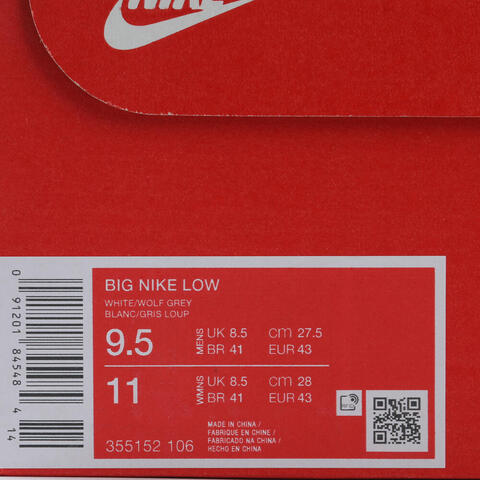 NIKE
BIG NIKE LOW
WHITE/WOLF GREY
BLANC/GRIS LOUP
9.5 MENS UK 8.5 CM 27.5
BR 41 EUR 43
11 WMNS UK 8.5 CM 28
BR 41 EUR 43
MADE IN CHINA /
FABRIQUE EN CHINE /
FABRICADO NA CHINA /
HECHO EN CHINA
355152 106
0 91201 84548 4 14